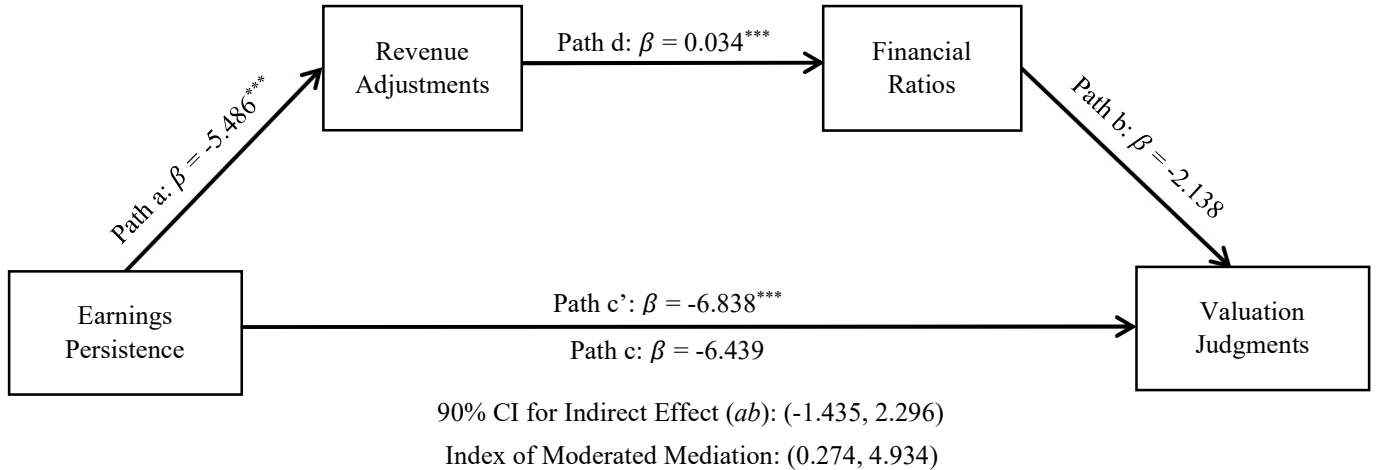 Revenue
Adjustments
Path d: β = 0.034***
Financial
Ratios
Path a: β = -5.486***
Path b: β = -2.138
Earnings
Persistence
Path c’: β = -6.838***
Path c: β = -6.439
Valuation
Judgments
90% CI for Indirect Effect (ab): (-1.435, 2.296)
Index of Moderated Mediation: (0.274, 4.934)